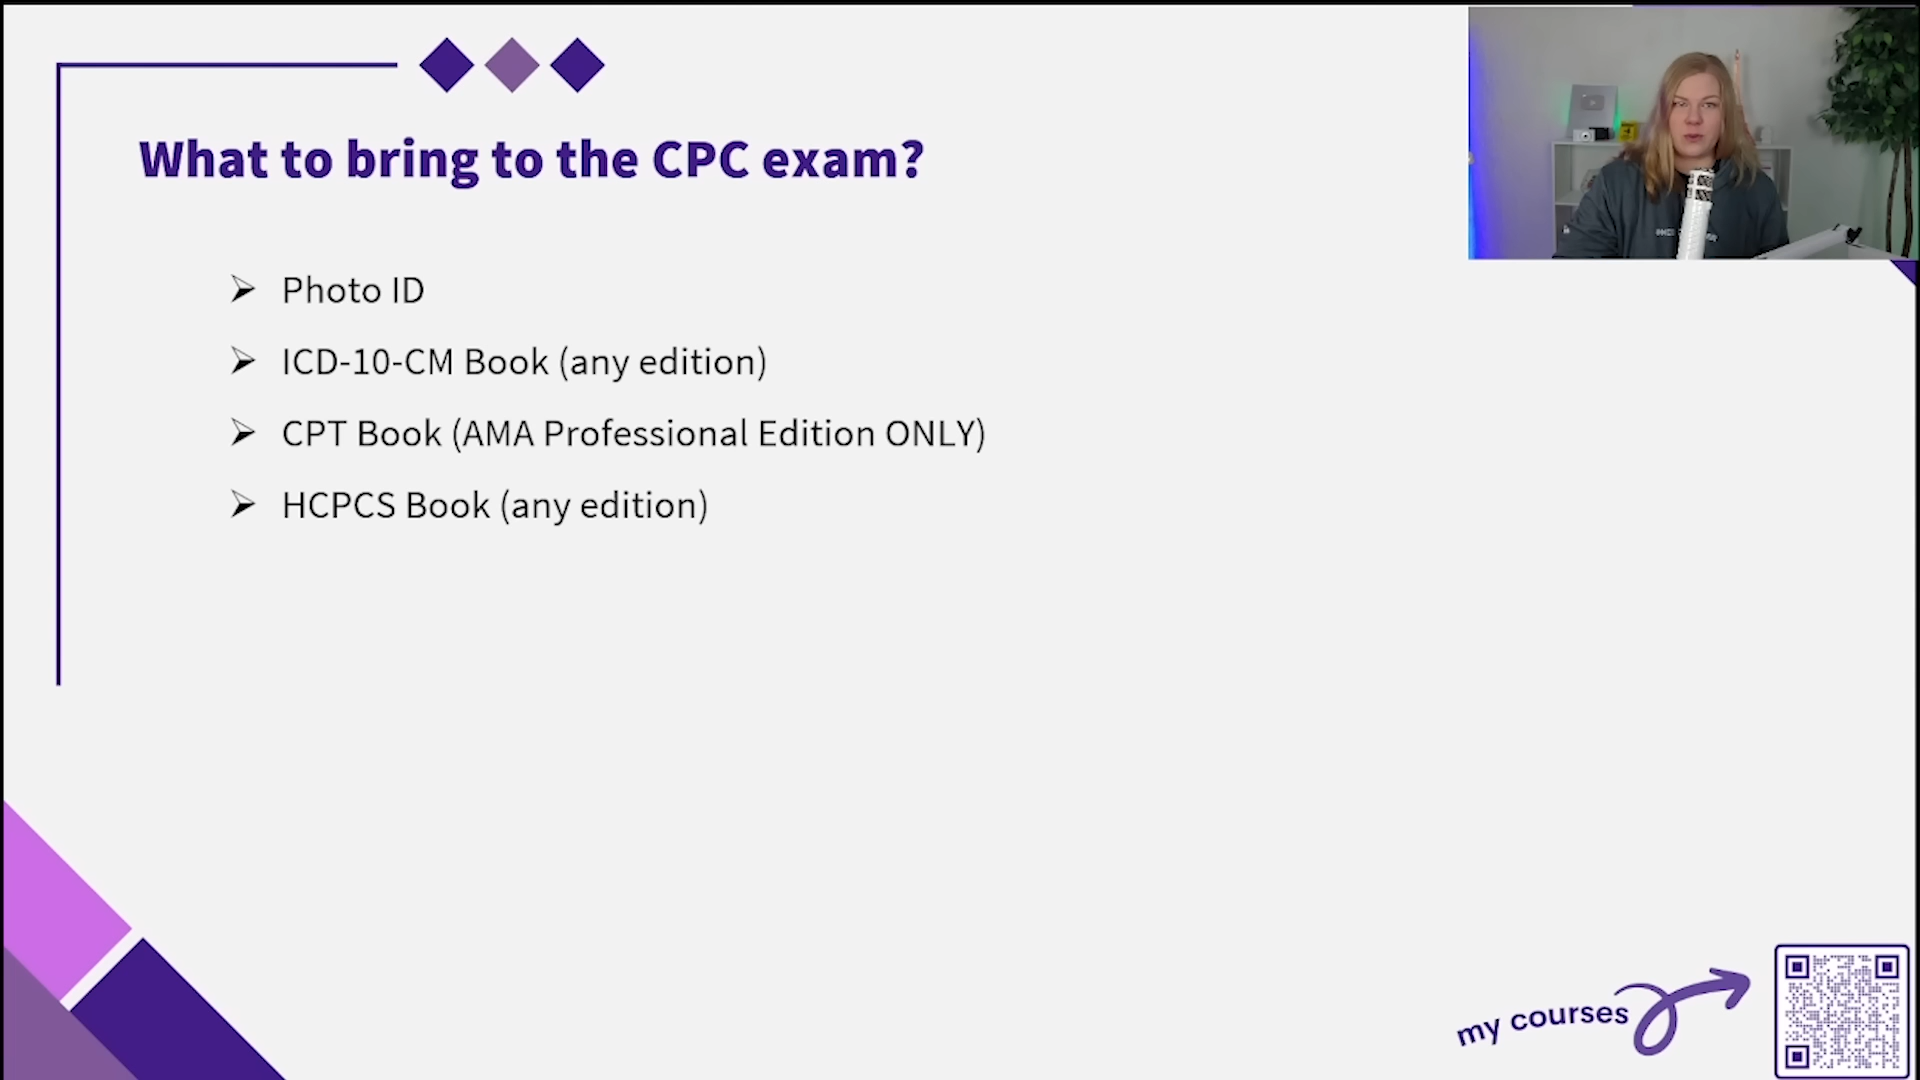 What to bring to the CPC exam?
Photo ID
ICD-10-CM Book (any edition)
CPT Book (AMA Professional Edition ONLY)
HCPCS Book (any edition)
my courses